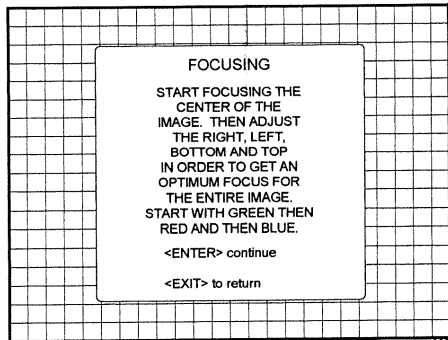 FOCUSING
START FOCUSING THE
CENTER OF THE
IMAGE. THEN ADJUST
THE RIGHT, LEFT,
BOTTOM AND TOP
IN ORDER TO GET AN
OPTIMUM FOCUS FOR
THE ENTIRE IMAGE.
START WITH GREEN THEN
RED AND THEN BLUE.
<ENTER> continue
<EXIT> to return